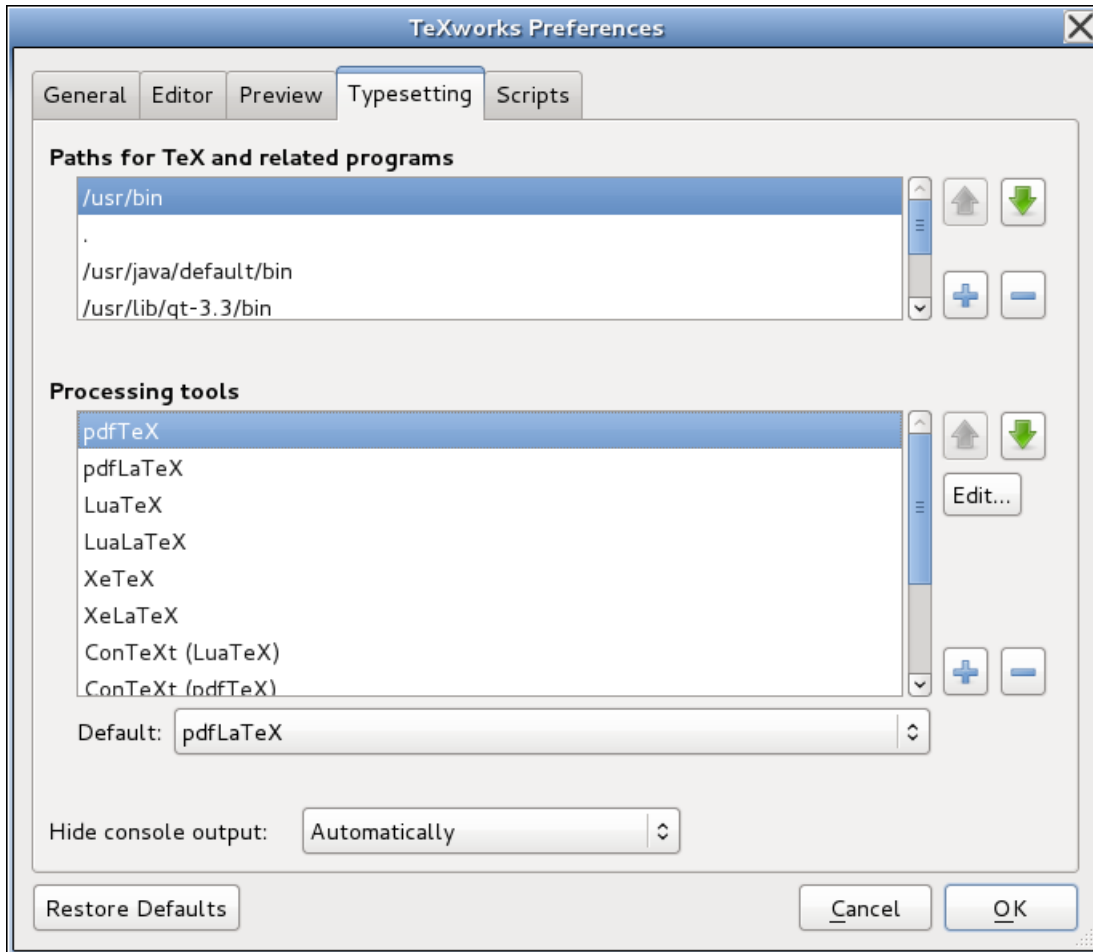 TeXworks Preferences
General Editor Preview Typesetting Scripts
Paths for TeX and related programs
/usr/bin
.
/usr/java/default/bin
/usr/lib/qt-3.3/bin
Processing tools
pdfTeX
pdfLaTeX
LuaTeX
LuaLaTeX
Edit...
XeTeX
XeLaTeX
ConTeXt (LuaTeX)
ConTeXt (pdfTeX)
Default: pdfLaTeX
Hide console output: Automatically
Restore Defaults Cancel OK